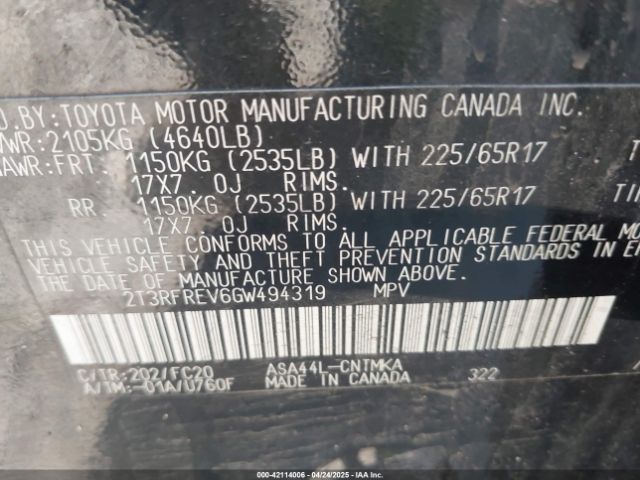 D.BY:TOYOTA MOTOR MANUFACTURING CANADA INC.
VWR:2105KG (4640LB)
AWR:FRT. 1150KG (2535LB) WITH 225/65R17
17X7. 0J RIMS.
RR 1150KG (2535LB) WITH 225/65R17 TI
17X7. 0J RIMS.
THIS VEHICLE CONFORMS TO ALL APPLICABLE FEDERAL MO
VEHICLE SAFETY AND THEFT PREVENTION STANDARDS IN EF
THE DATE OF MANUFACTURE SHOWN ABOVE.
2T3RFREV6GW494319 MPV
C/TR:202/FC20 ASA44L-CNTMKA 322
A/TM:-01A/U760F MADE IN CANADA
000-42114006 - 04/24/2025 - IAA Inc.